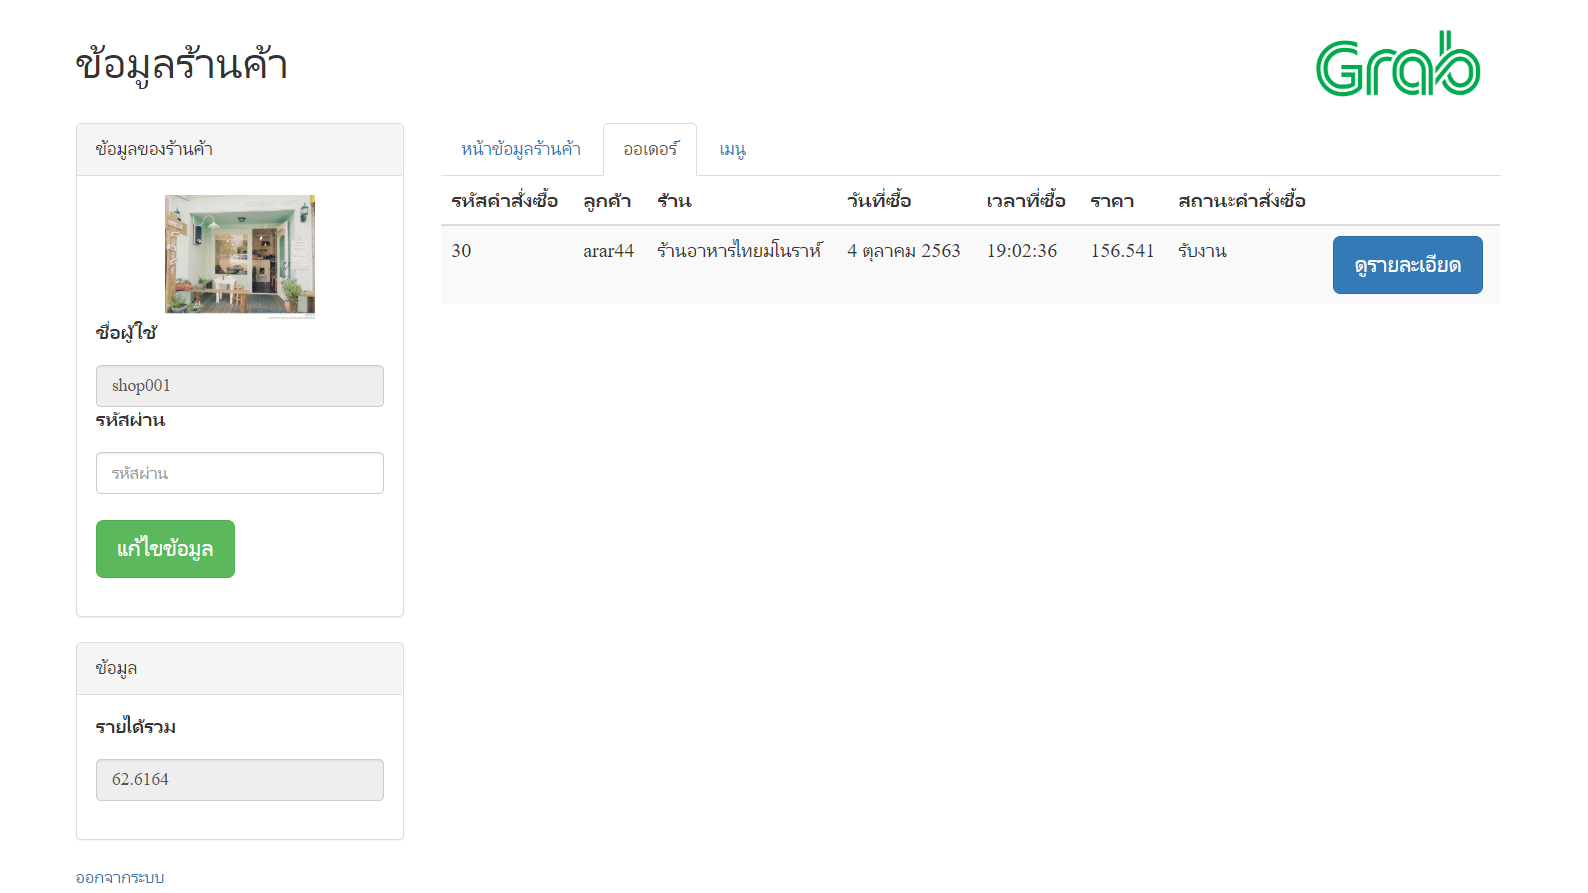 ข้อมูลร้านค้า
Grab
ข้อมูลของร้านค้า
ชื่อผู้ใช้
shop001
รหัสผ่าน
รหัสผ่าน
แก้ไขข้อมูล
ข้อมูล
รายได้รวม
62.6164
ออกจากระบบ
หน้าข้อมูลร้านค้า ออเดอร์ เมนู
รหัสคำสั่งซื้อ ลูกค้า ร้าน วันที่ซื้อ เวลาที่ซื้อ ราคา สถานะคำสั่งซื้อ
30 arar44 ร้านอาหารไทยมโนราห์ 4 ตุลาคม 2563 19:02:36 156.541 รับงาน ดูรายละเอียด